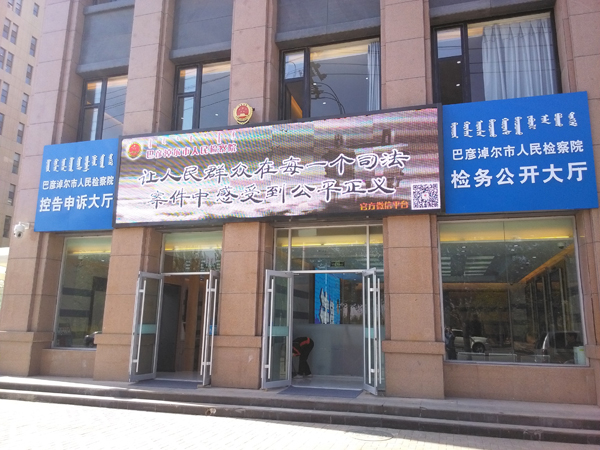 巴彦淖尔市人民检察院
控告申诉大厅
巴彦淖尔市人民检察院
让人民群众在每一个司法
案件中感受到公平正义
官方微信平台
巴彦淖尔市人民检察院
检务公开大厅